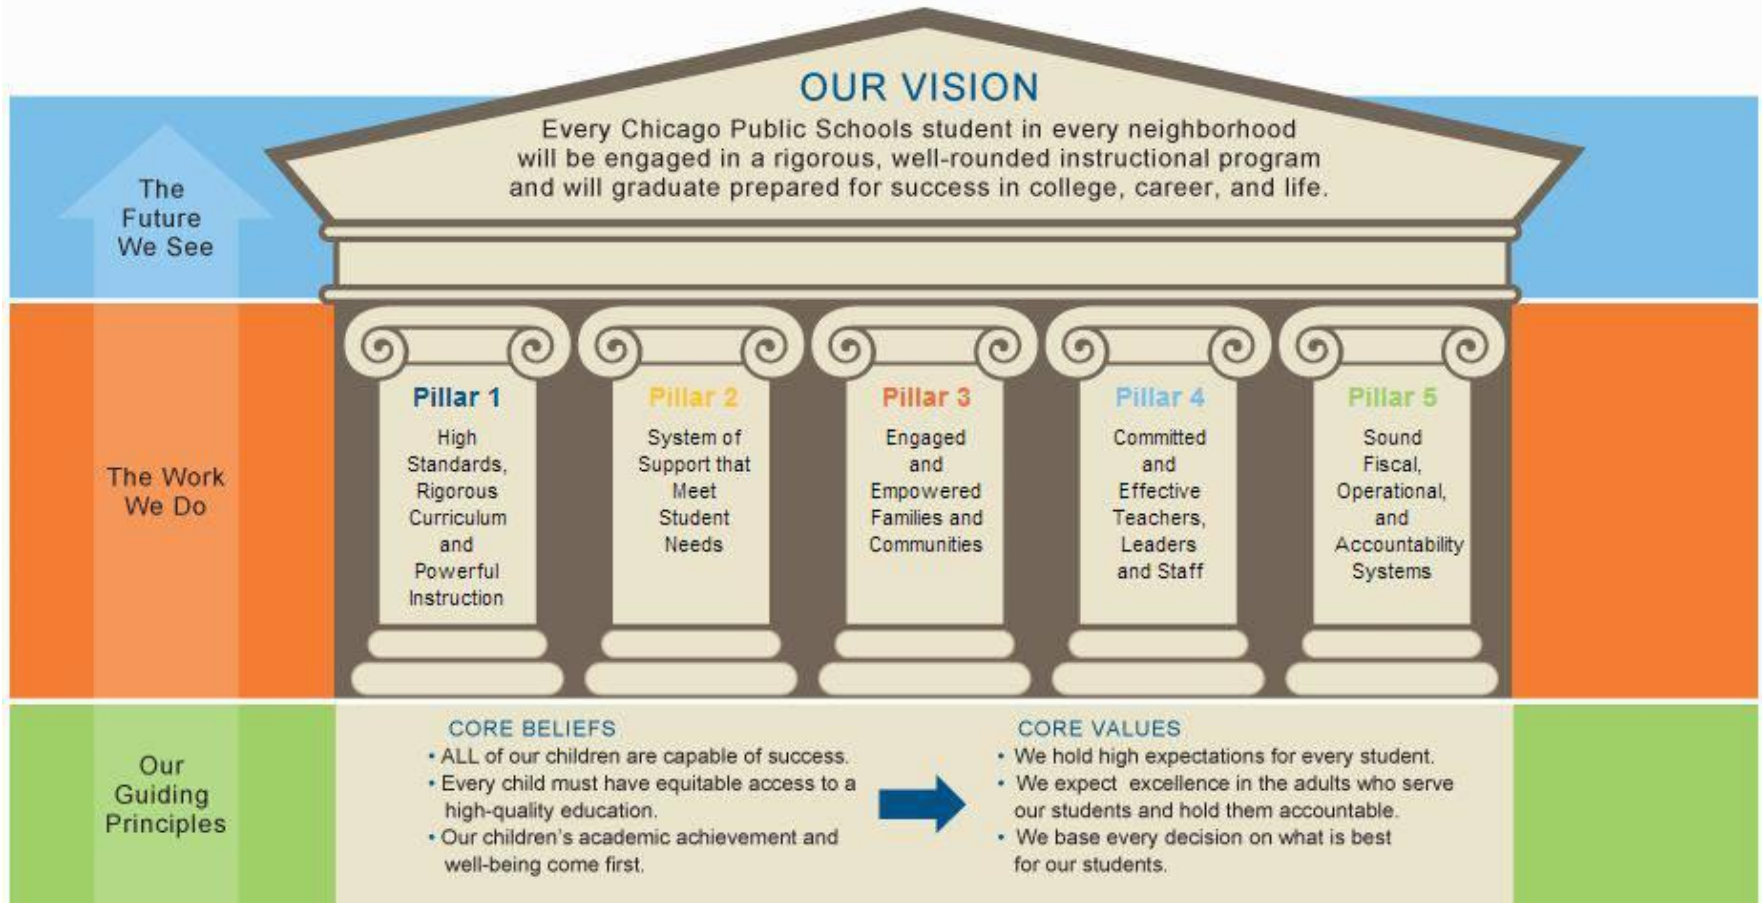 OUR VISION
Every Chicago Public Schools student in every neighborhood
will be engaged in a rigorous, well-rounded instructional program
and will graduate prepared for success in college, career, and life.
The
Future
We See
The Work
We Do
Pillar 1
High
Standards,
Rigorous
Curriculum
and
Powerful
Instruction
Pillar 2
System of
Support that
Meet
Student
Needs
Pillar 3
Engaged
and
Empowered
Families and
Communities
Pillar 4
Committed
and
Effective
Teachers,
Leaders
and Staff
Pillar 5
Sound
Fiscal,
Operational,
and
Accountability
Systems
Our
Guiding
Principles
CORE BELIEFS
• ALL of our children are capable of success.
• Every child must have equitable access to a
high-quality education.
• Our children's academic achievement and
well-being come first.
CORE VALUES
• We hold high expectations for every student.
• We expect excellence in the adults who serve
our students and hold them accountable.
• We base every decision on what is best
for our students.